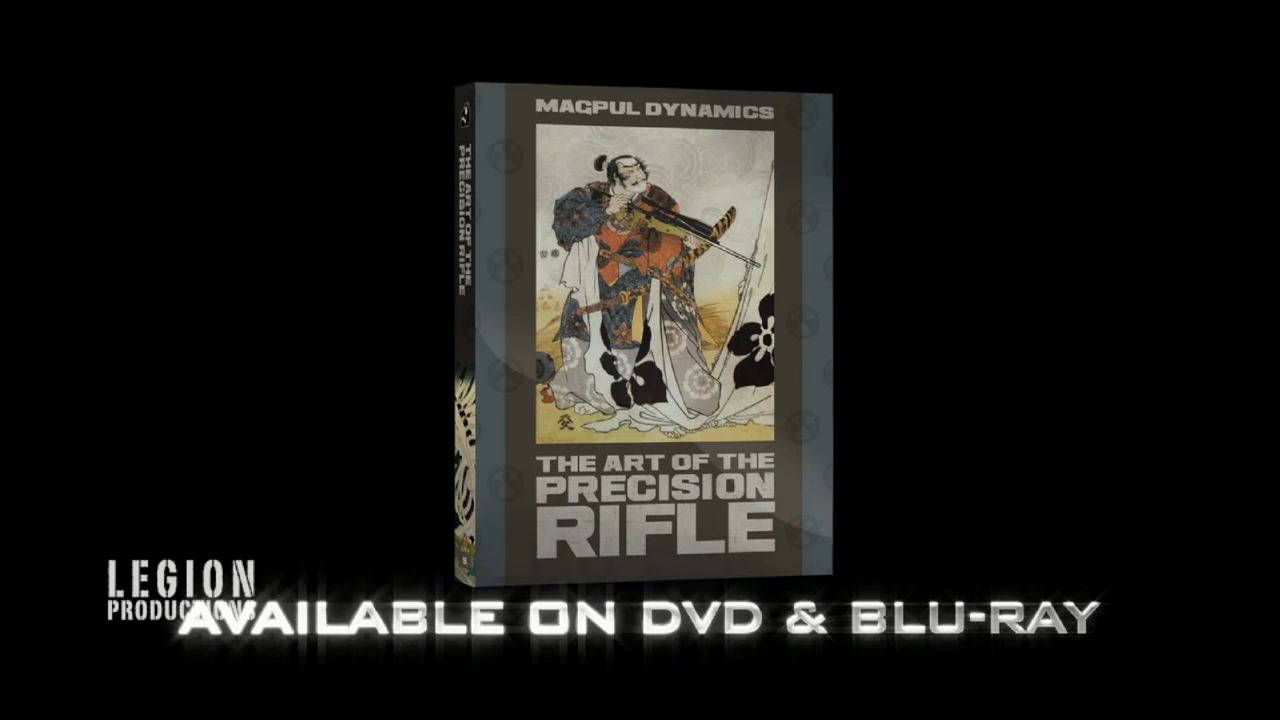 MAGPUL DYNAMICS
THE ART OF THE
PRECISION RIFLE
THE ART OF THE
PRECISION
RIFLE
LEGION
PRODUCTIONS
AVAILABLE ON DVD & BLU-RAY